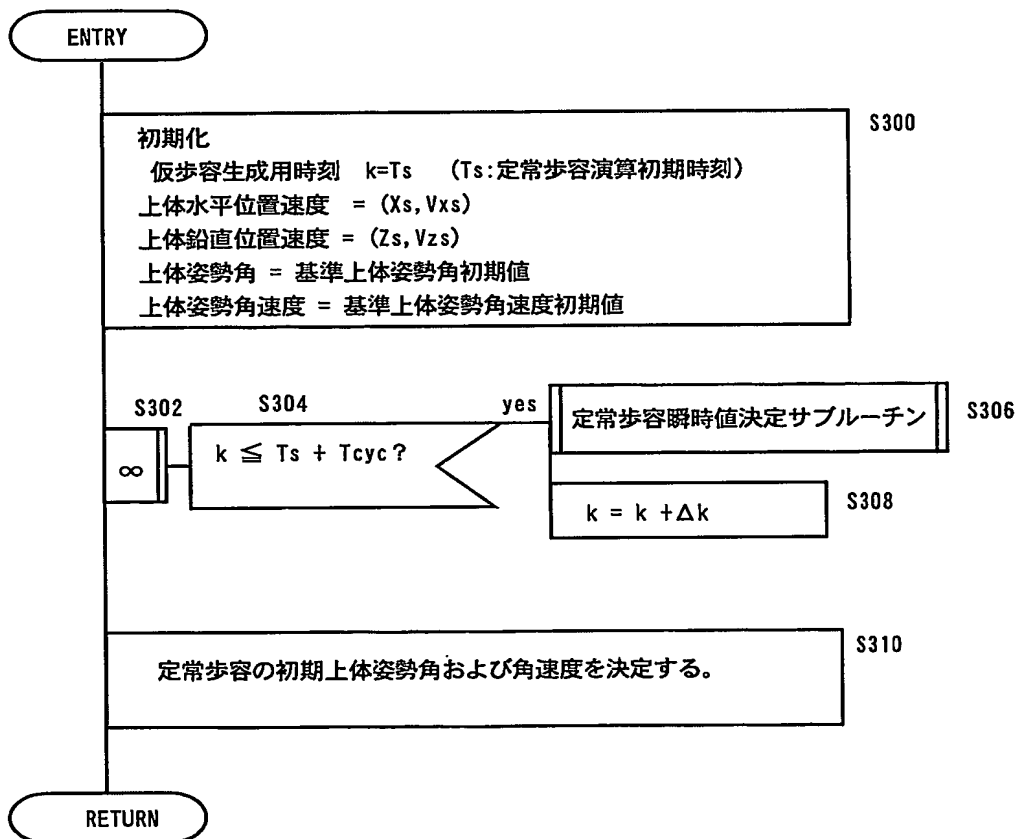 ENTRY
S300
初期化
仮歩容生成用時刻 k=Ts (Ts:定常歩容演算初期時刻)
上体水平位置速度 = (Xs,Vxs)
上体鉛直位置速度 = (Zs,Vzs)
上体姿勢角 = 基準上体姿勢角初期値
上体姿勢角速度 = 基準上体姿勢角速度初期値
S302
∞
S304
k ≦ Ts + Tcyc?
yes
定常歩容瞬時値決定サブルーチン
S306
k = k +Δk
S308
S310
定常歩容の初期上体姿勢角および角速度を決定する。
RETURN